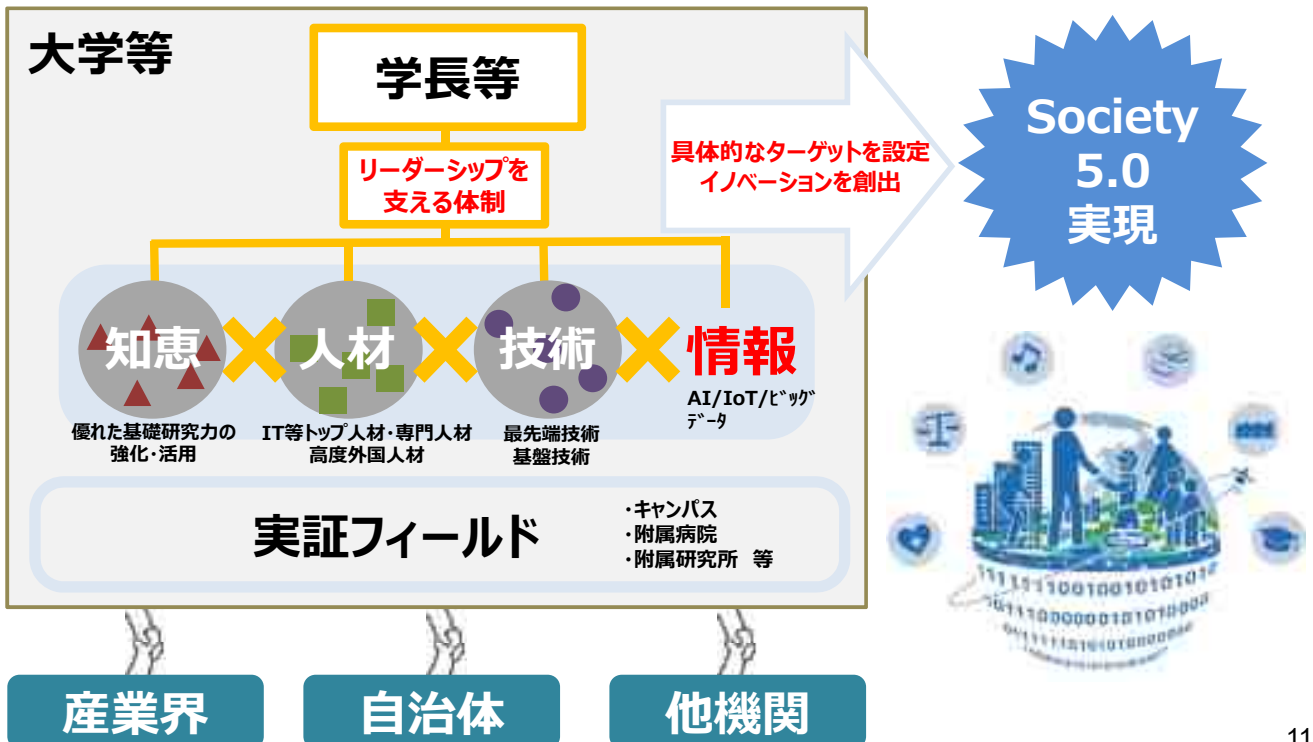 大学等
学長等
リーダーシップを
支える体制
具体的なターゲットを設定
イノベーションを創出
Society
5.0
実現
知恵
人材
技術
情報
AI/IoT/ﾋﾞｯｸﾞ
ﾃﾞｰﾀ
優れた基礎研究力の
強化・活用
IT等トップ人材・専門人材
高度外国人材
最先端技術
基盤技術
実証フィールド
・キャンパス
・附属病院
・附属研究所 等
産業界
自治体
他機関
11